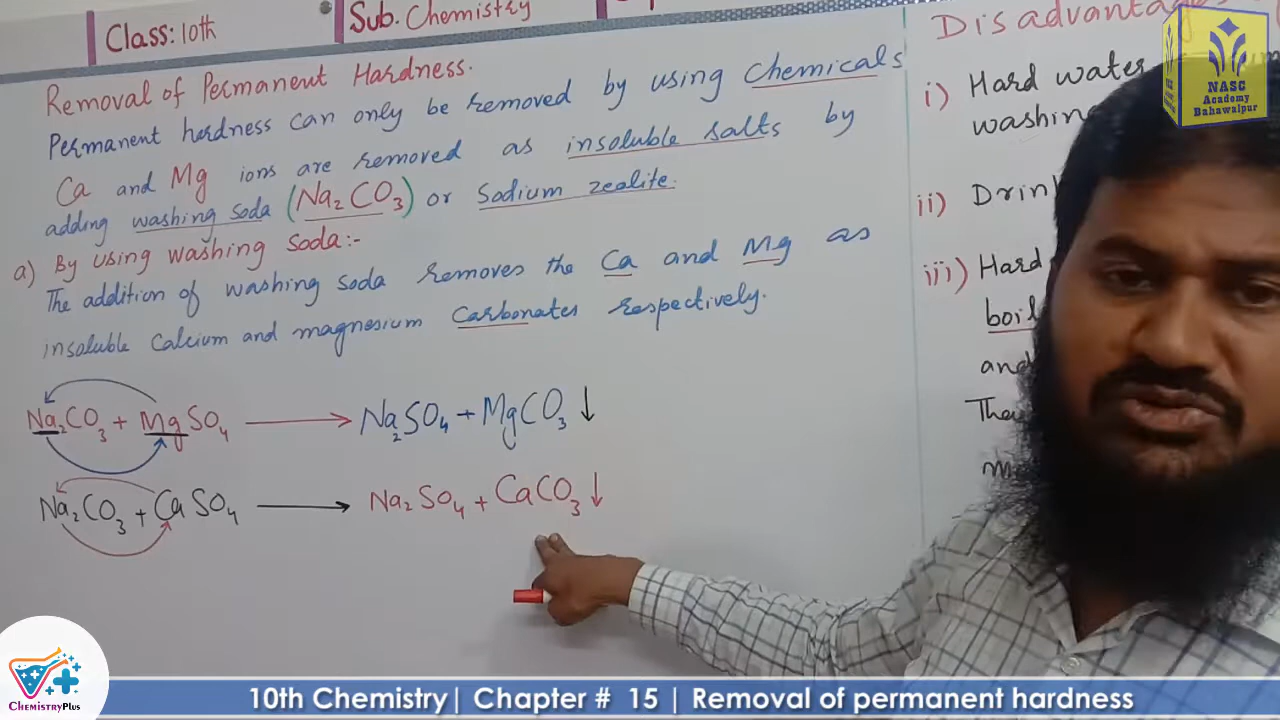 Class: 10th
Sub. Chemistry
Removal of Permanent Hardness.
Permanent hardness can only be removed by using Chemicals
Ca and Mg ions are removed as insoluble salts by
adding washing soda (Na₂CO₃) or Sodium zeolite.
a) By using washing soda:-
The addition of washing soda removes the Ca and Mg as
insoluble Calcium and magnesium Carbonates respectively.
Na₂CO₃ + MgSO₄ → Na₂SO₄ + MgCO₃ ↓
Na₂CO₃ + CaSO₄ → Na₂SO₄ + CaCO₃ ↓
Disadvantages
i) Hard water
washing
ii) Drin
iii) Hard
boil
and
The
m
NASC
Academy
Bahawalpur
ChemistryPlus
10th Chemistry| Chapter # 15 | Removal of permanent hardness